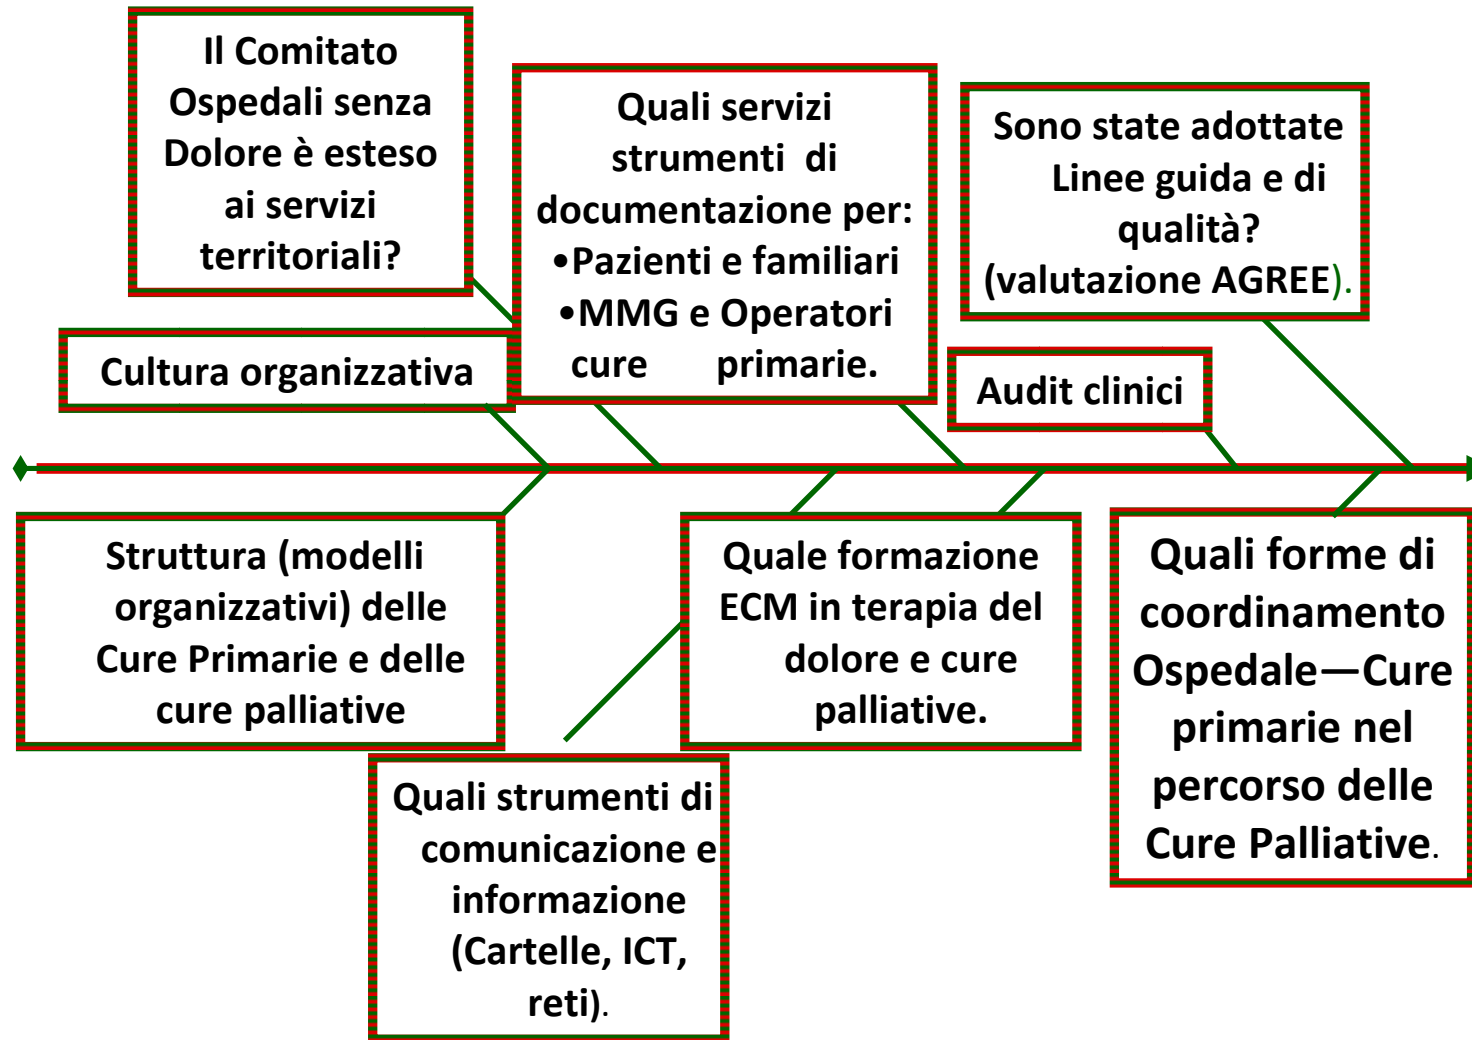 Il Comitato
Ospedali senza
Dolore è esteso
ai servizi
territoriali?
Quali servizi
strumenti di
documentazione per:
•Pazienti e familiari
•MMG e Operatori
cure primarie.
Sono state adottate
Linee guida e di
qualità?
(valutazione AGREE).
Cultura organizzativa
Audit clinici
Struttura (modelli
organizzativi) delle
Cure Primarie e delle
cure palliative
Quale formazione
ECM in terapia del
dolore e cure
palliative.
Quali forme di
coordinamento
Ospedale—Cure
primarie nel
percorso delle
Cure Palliative.
Quali strumenti di
comunicazione e
informazione
(Cartelle, ICT,
reti).